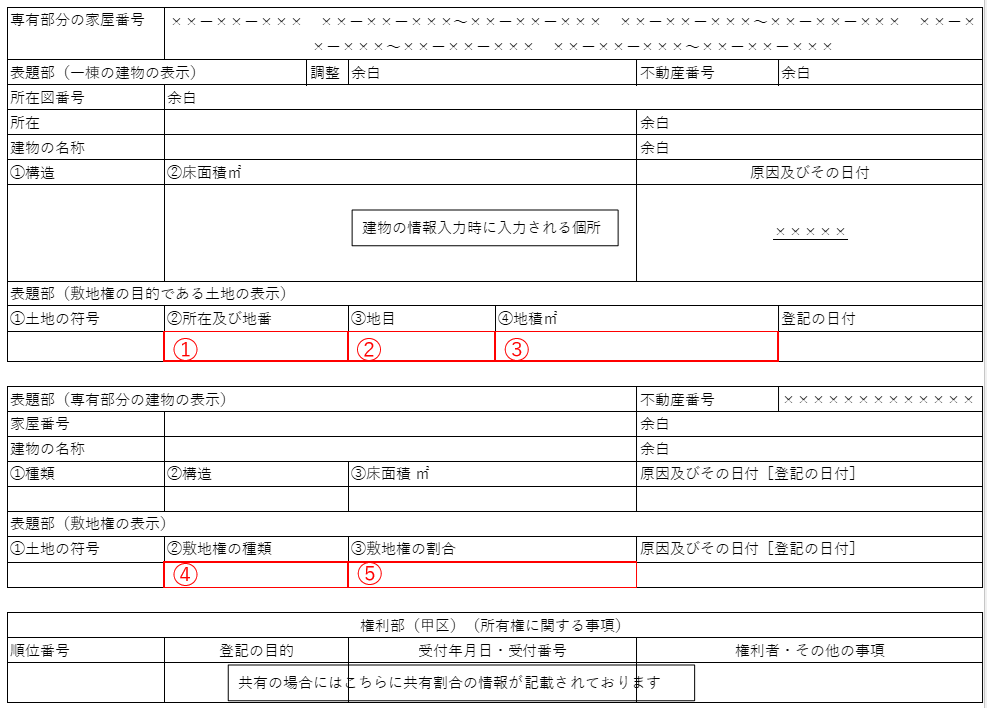 専有部分の家屋番号 ××－××－××× ××－××－×××～××－××－××× ××－××－×××～××－××－××× ××－×
×－×××～××－××－××× ××－××－×××～××－××－×××
表題部（一棟の建物の表示） 調整 余白 不動産番号 余白
所在図番号 余白
所在 余白
建物の名称 余白
①構造 ②床面積㎡ 原因及びその日付
建物の情報入力時に入力される個所 ×××××
表題部（敷地権の目的である土地の表示）
①土地の符号 ②所在及び地番 ③地目 ④地積㎡ 登記の日付
① ② ③
表題部（専有部分の建物の表示） 不動産番号 ×××××××××××××
家屋番号 余白
建物の名称 余白
①種類 ②構造 ③床面積 ㎡ 原因及びその日付［登記の日付］
表題部（敷地権の表示）
①土地の符号 ②敷地権の種類 ③敷地権の割合 原因及びその日付［登記の日付］
④ ⑤
権利部（甲区）（所有権に関する事項）
順位番号 登記の目的 受付年月日・受付番号 権利者・その他の事項
共有の場合にはこちらに共有割合の情報が記載されております